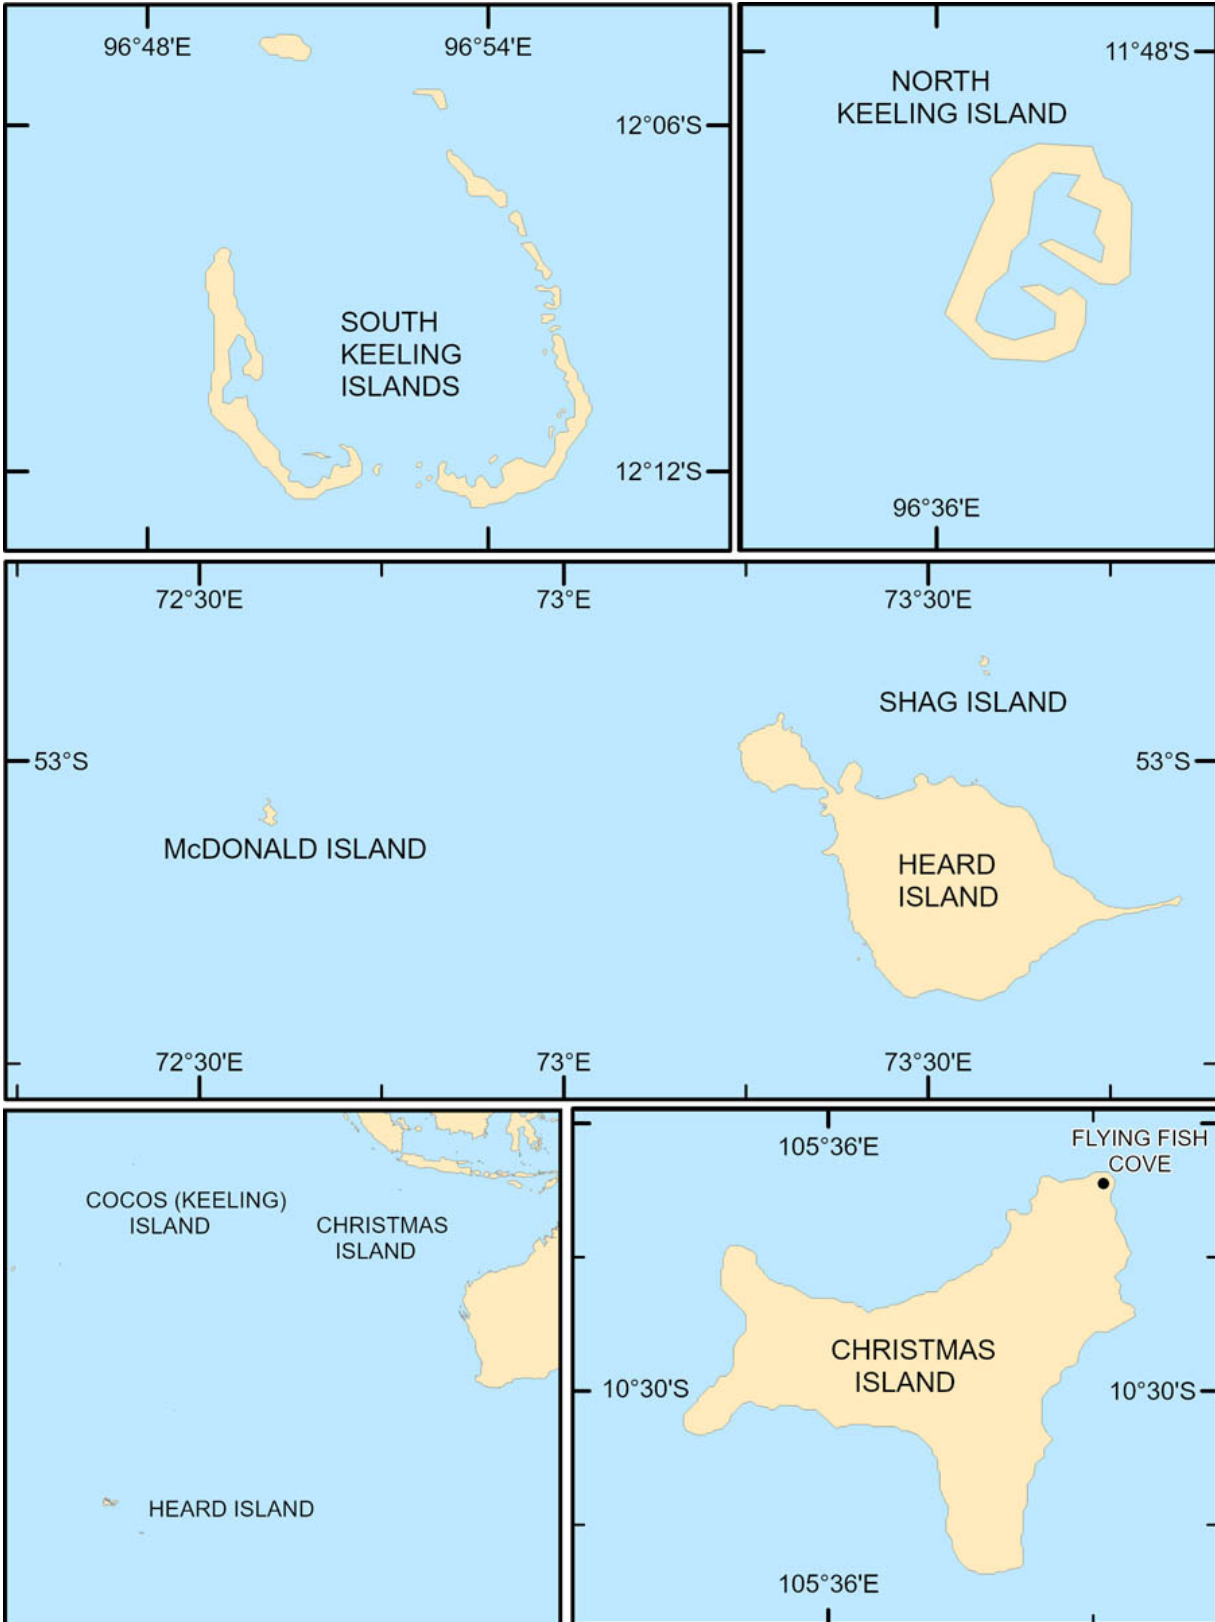 96°48'E
96°54'E
12°06'S
SOUTH
KEELING
ISLANDS
12°12'S
11°48'S
NORTH
KEELING ISLAND
96°36'E
72°30'E
73°E
73°30'E
SHAG ISLAND
53°S
53°S
McDONALD ISLAND
HEARD
ISLAND
72°30'E
73°E
73°30'E
COCOS (KEELING)
ISLAND
CHRISTMAS
ISLAND
HEARD ISLAND
105°36'E
FLYING FISH
COVE
CHRISTMAS
ISLAND
10°30'S
10°30'S
105°36'E